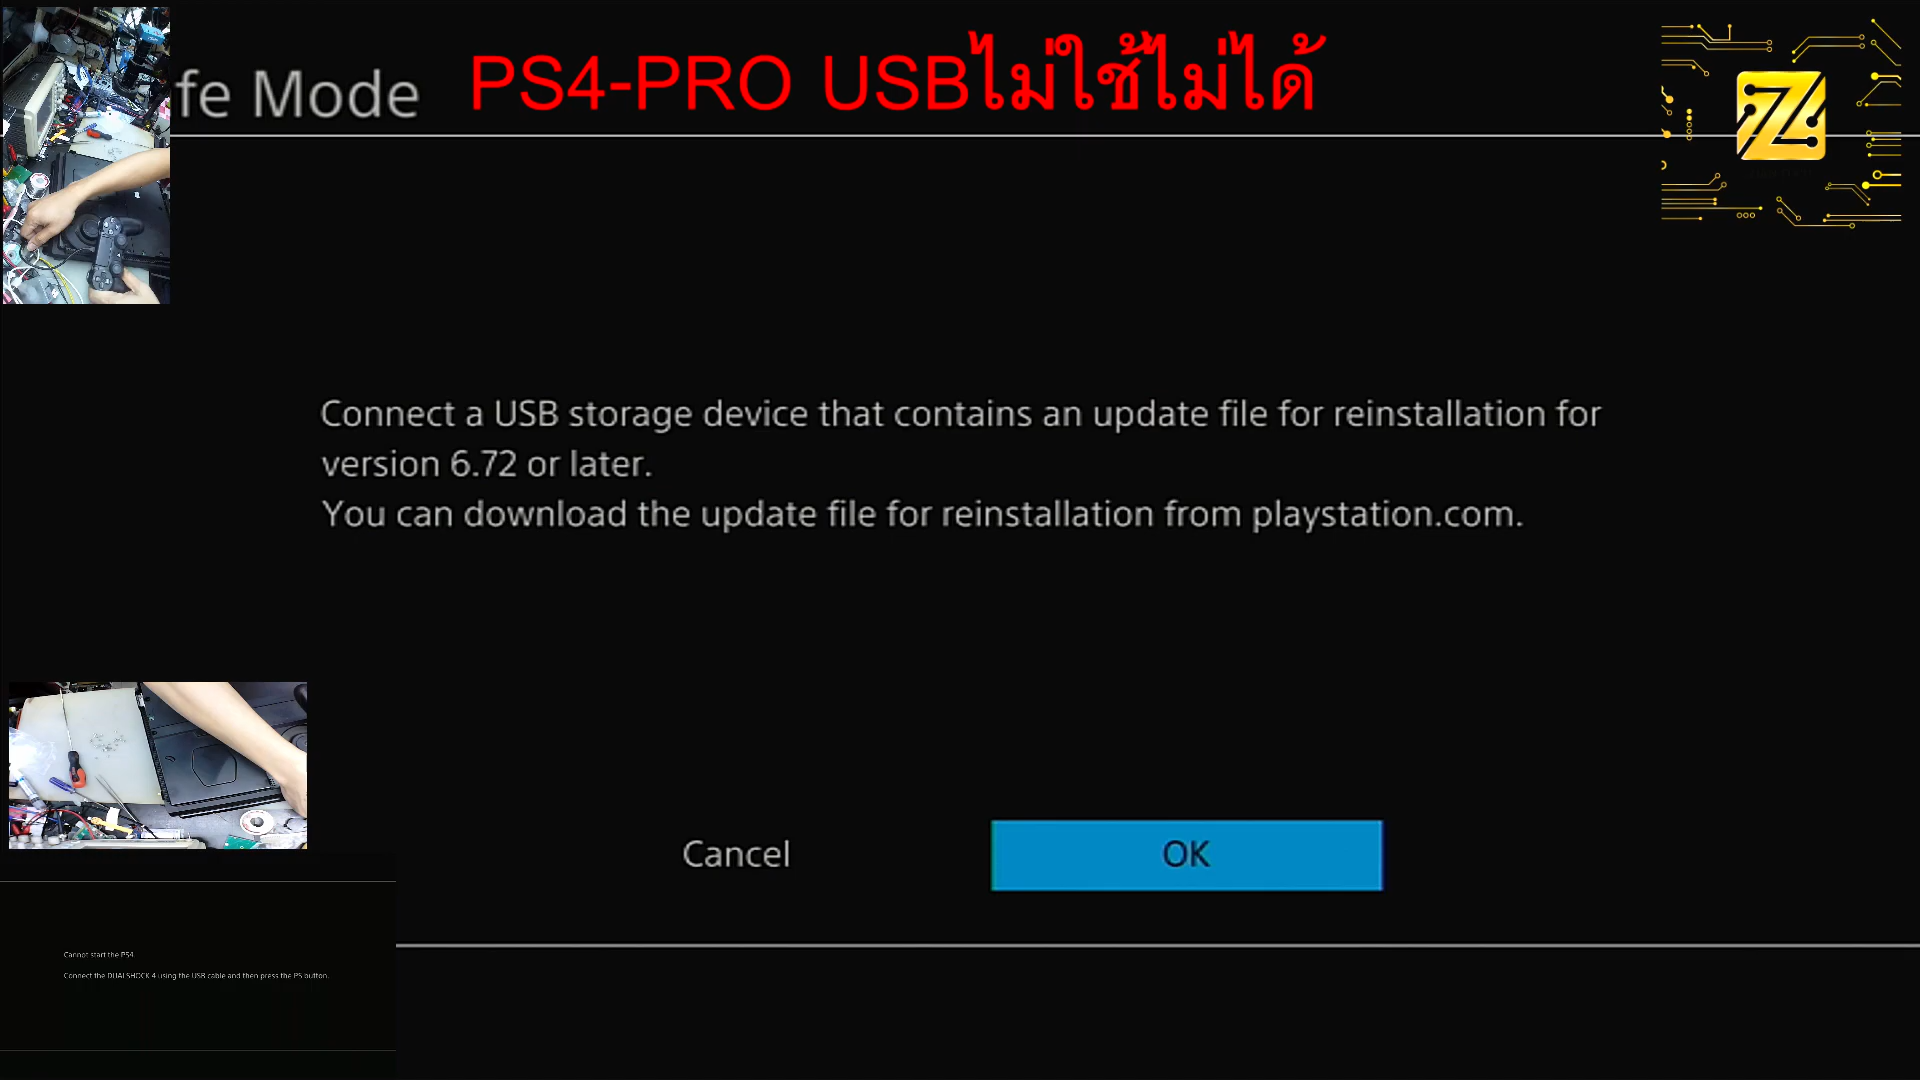 fe Mode
PS4-PRO USBไม่ใช้ไม่ได้
Connect a USB storage device that contains an update file for reinstallation for
version 6.72 or later.
You can download the update file for reinstallation from playstation.com.
Cancel
OK
Cannot start the PS4.
Connect the DUALSHOCK 4 using the USB cable and then press the PS button.